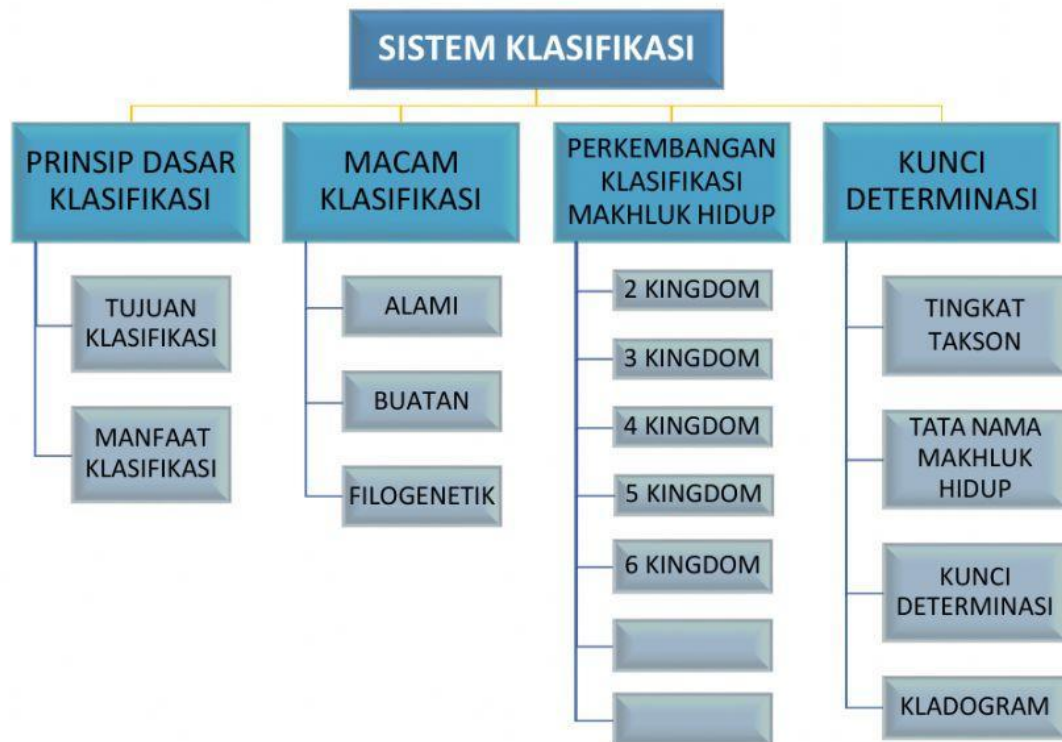 SISTEM KLASIFIKASI
PRINSIP DASAR
KLASIFIKASI
TUJUAN
KLASIFIKASI
MANFAAT
KLASIFIKASI
MACAM
KLASIFIKASI
ALAMI
BUATAN
FILOGENETIK
PERKEMBANGAN
KLASIFIKASI
MAKHLUK HIDUP
2 KINGDOM
3 KINGDOM
4 KINGDOM
5 KINGDOM
6 KINGDOM
KUNCI
DETERMINASI
TINGKAT
TAKSON
TATA NAMA
MAKHLUK
HIDUP
KUNCI
DETERMINASI
KLADOGRAM